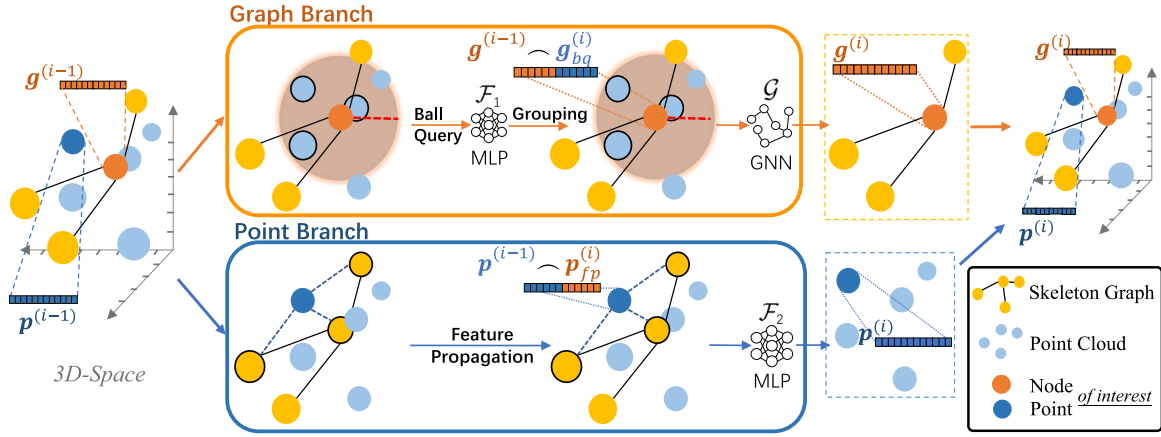 Graph Branch
g^(i-1)
p^(i-1)
3D-Space
Ball
Query
F_1
MLP
Grouping
g^(i-1) ⌢ g_bq^(i)
G
GNN
g^(i)
g^(i)
p^(i)
Point Branch
Feature
Propagation
p^(i-1) ⌢ p_fp^(i)
F_2
MLP
p^(i)
Skeleton Graph
Point Cloud
Node
Point
of interest